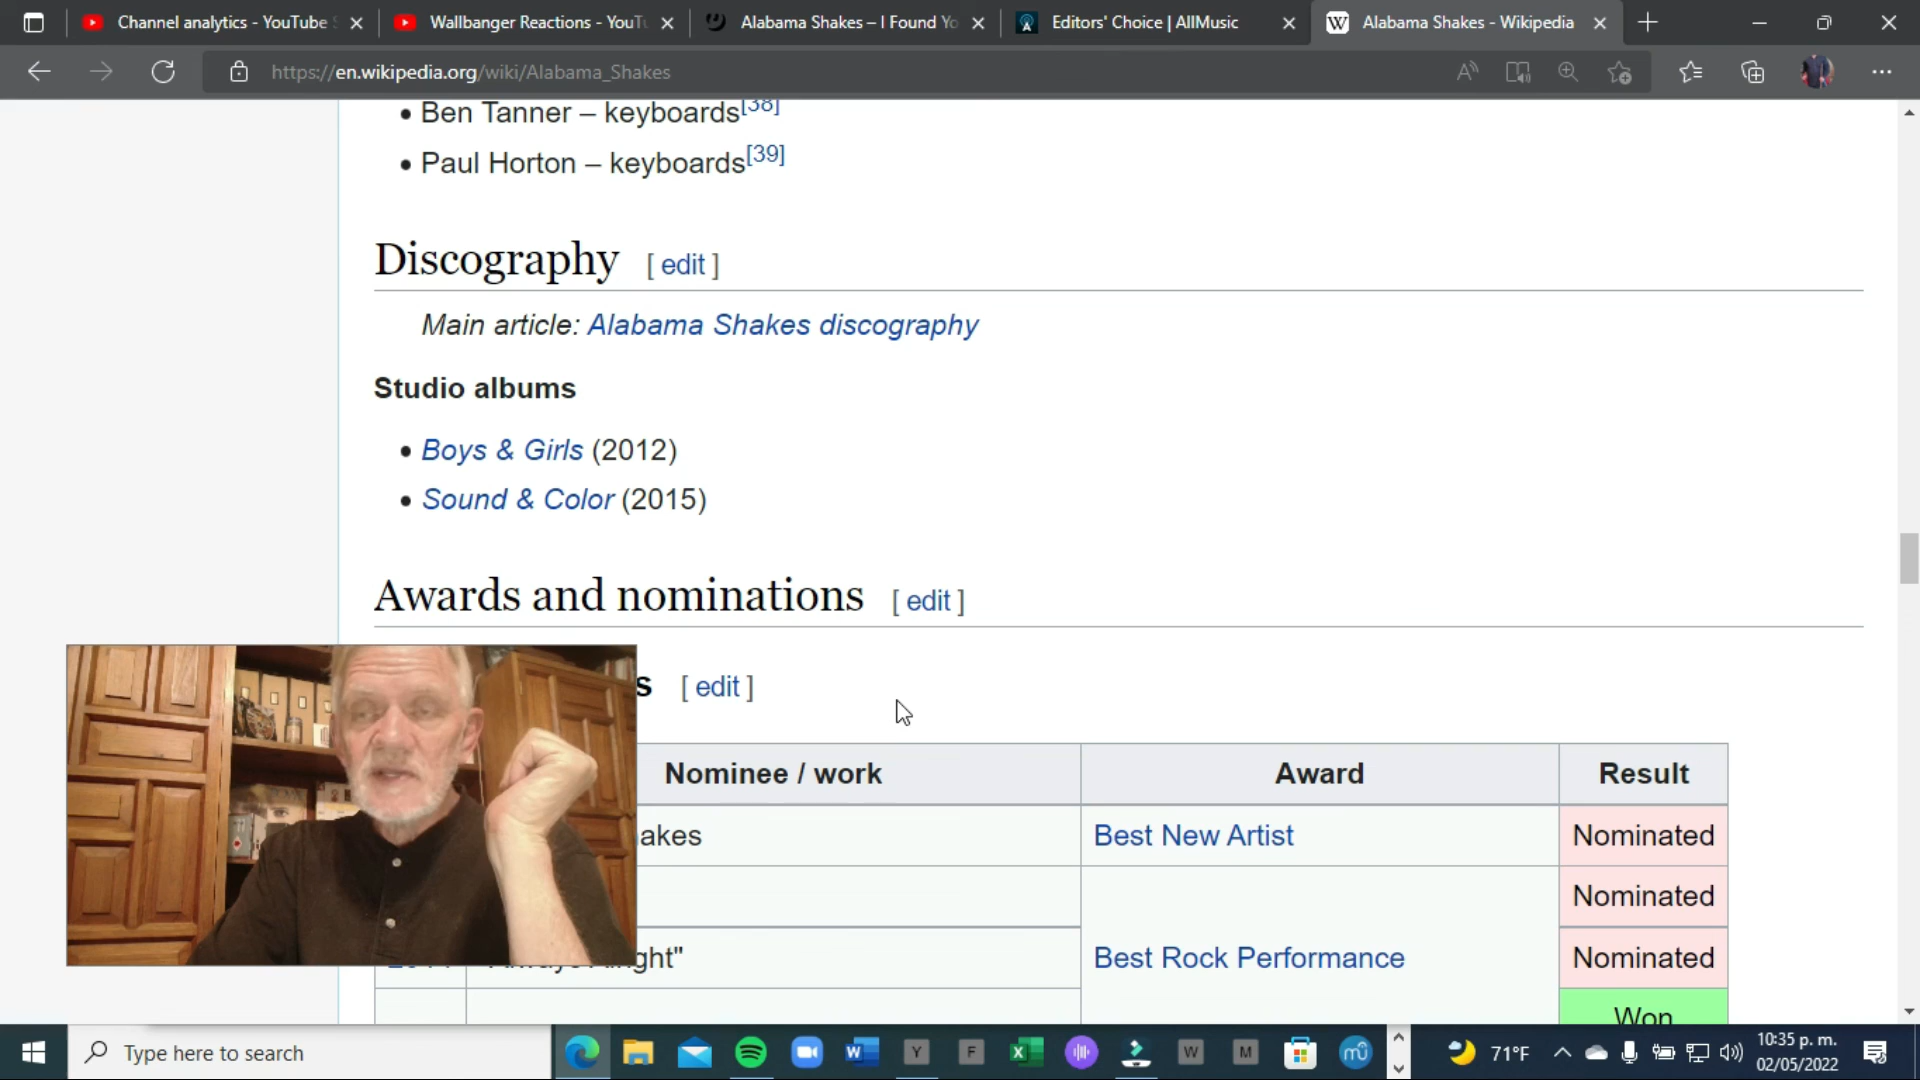 Channel analytics - YouTube S
Wallbanger Reactions - YouTu
Alabama Shakes – I Found Yo
Editors' Choice | AllMusic
Alabama Shakes - Wikipedia
https://en.wikipedia.org/wiki/Alabama_Shakes
• Ben Tanner – keyboards[38]
• Paul Horton – keyboards[39]
Discography [ edit ]
Main article: Alabama Shakes discography
Studio albums
• Boys & Girls (2012)
• Sound & Color (2015)
Awards and nominations [ edit ]
s [ edit ]
Nominee / work Award Result
akes Best New Artist Nominated
Nominated
ght" Best Rock Performance Nominated
Won
Type here to search
71°F
10:35 p. m.
02/05/2022